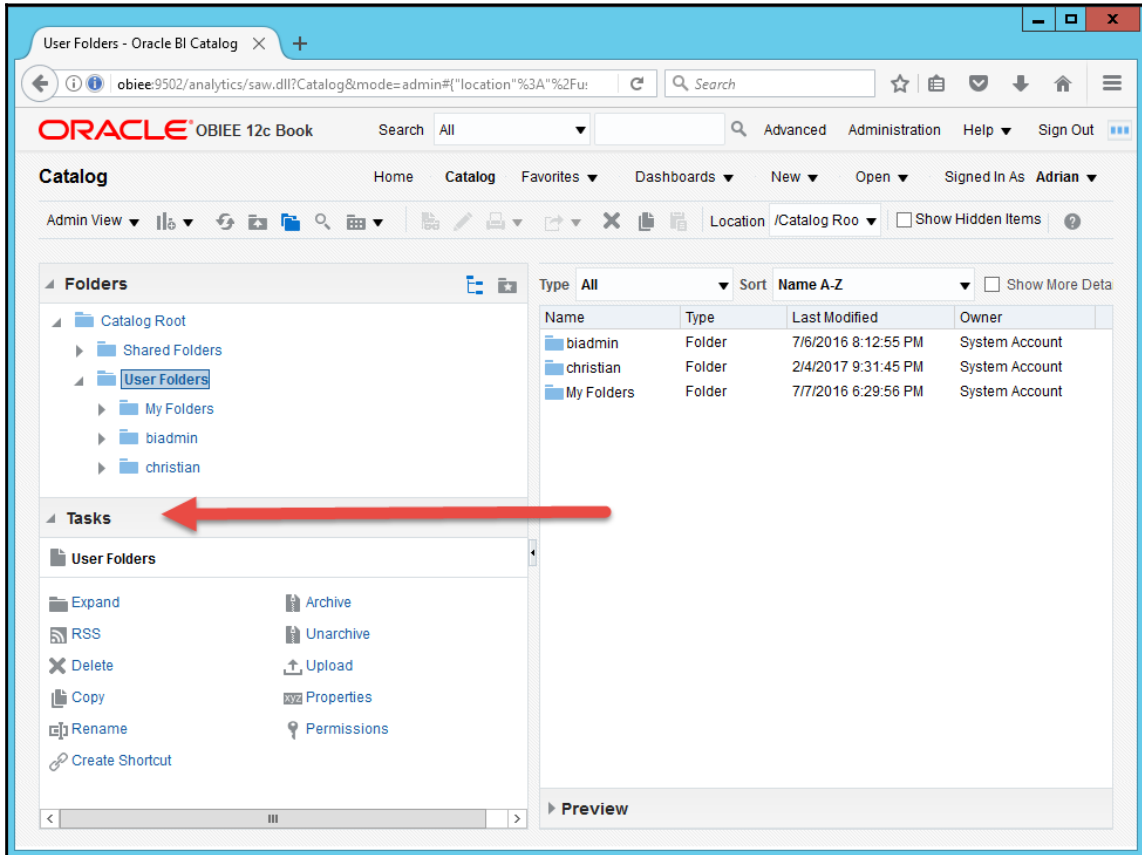 User Folders - Oracle BI Catalog
obiee:9502/analytics/saw.dll?Catalog&mode=admin#{"location"%3A"%2Fu:
Search
ORACLE OBIEE 12c Book Search All Advanced Administration Help Sign Out
Catalog Home Catalog Favorites Dashboards New Open Signed In As Adrian
Admin View Location /Catalog Roo Show Hidden Items
Folders
Catalog Root
Shared Folders
User Folders
My Folders
biadmin
christian
Type All Sort Name A-Z Show More Deta
Name Type Last Modified Owner
biadmin Folder 7/6/2016 8:12:55 PM System Account
christian Folder 2/4/2017 9:31:45 PM System Account
My Folders Folder 7/7/2016 6:29:56 PM System Account
Tasks
User Folders
Expand Archive
RSS Unarchive
Delete Upload
Copy xyz Properties
Rename Permissions
Create Shortcut
Preview